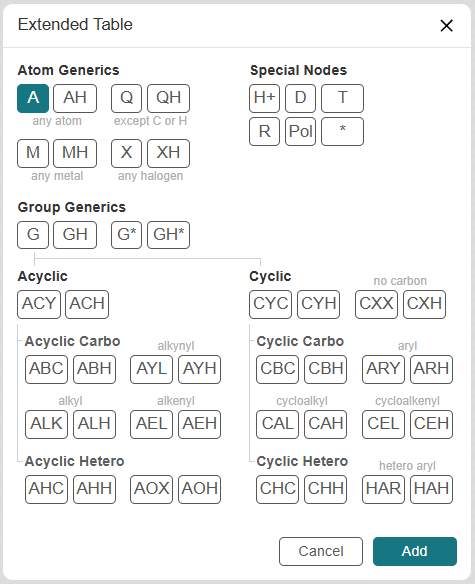 Extended Table
Atom Generics
Special Nodes
A AH Q QH H+ D T
any atom except C or H
R Pol *
M MH X XH
any metal any halogen
Group Generics
G GH G* GH*
Acyclic
Cyclic
no carbon
ACY ACH CYC CYH CXX CXH
Acyclic Carbo alkynyl Cyclic Carbo aryl
ABC ABH AYL AYH CBC CBH ARY ARH
alkyl alkenyl cycloalkyl cycloalkenyl
ALK ALH AEL AEH CAL CAH CEL CEH
Acyclic Hetero Cyclic Hetero hetero aryl
AHC AHH AOX AOH CHC CHH HAR HAH
Cancel Add